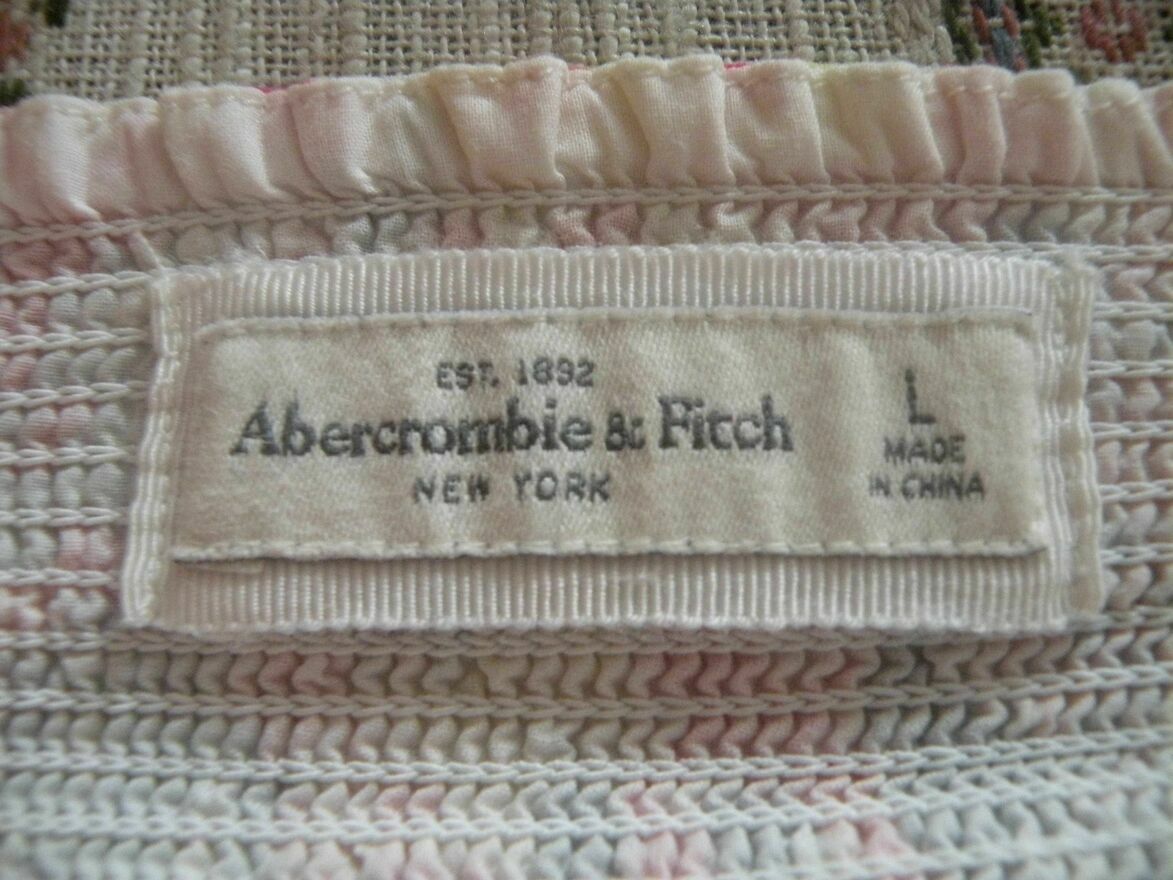 EST. 1892
Abercrombie & Fitch
NEW YORK
L
MADE
IN CHINA